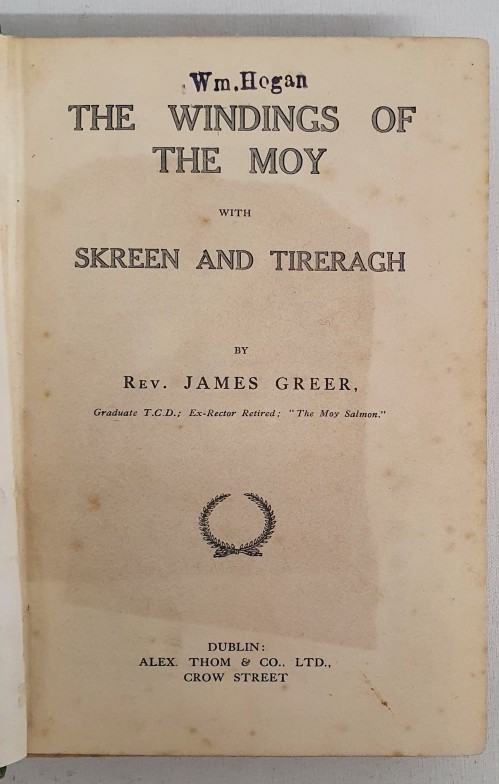 Wm. Hogan
THE WINDINGS OF
THE MOY
WITH
SKREEN AND TIRERAGH
BY
REV. JAMES GREER,
Graduate T.C.D.; Ex-Rector Retired; "The Moy Salmon."
DUBLIN:
ALEX. THOM & CO., LTD.,
CROW STREET